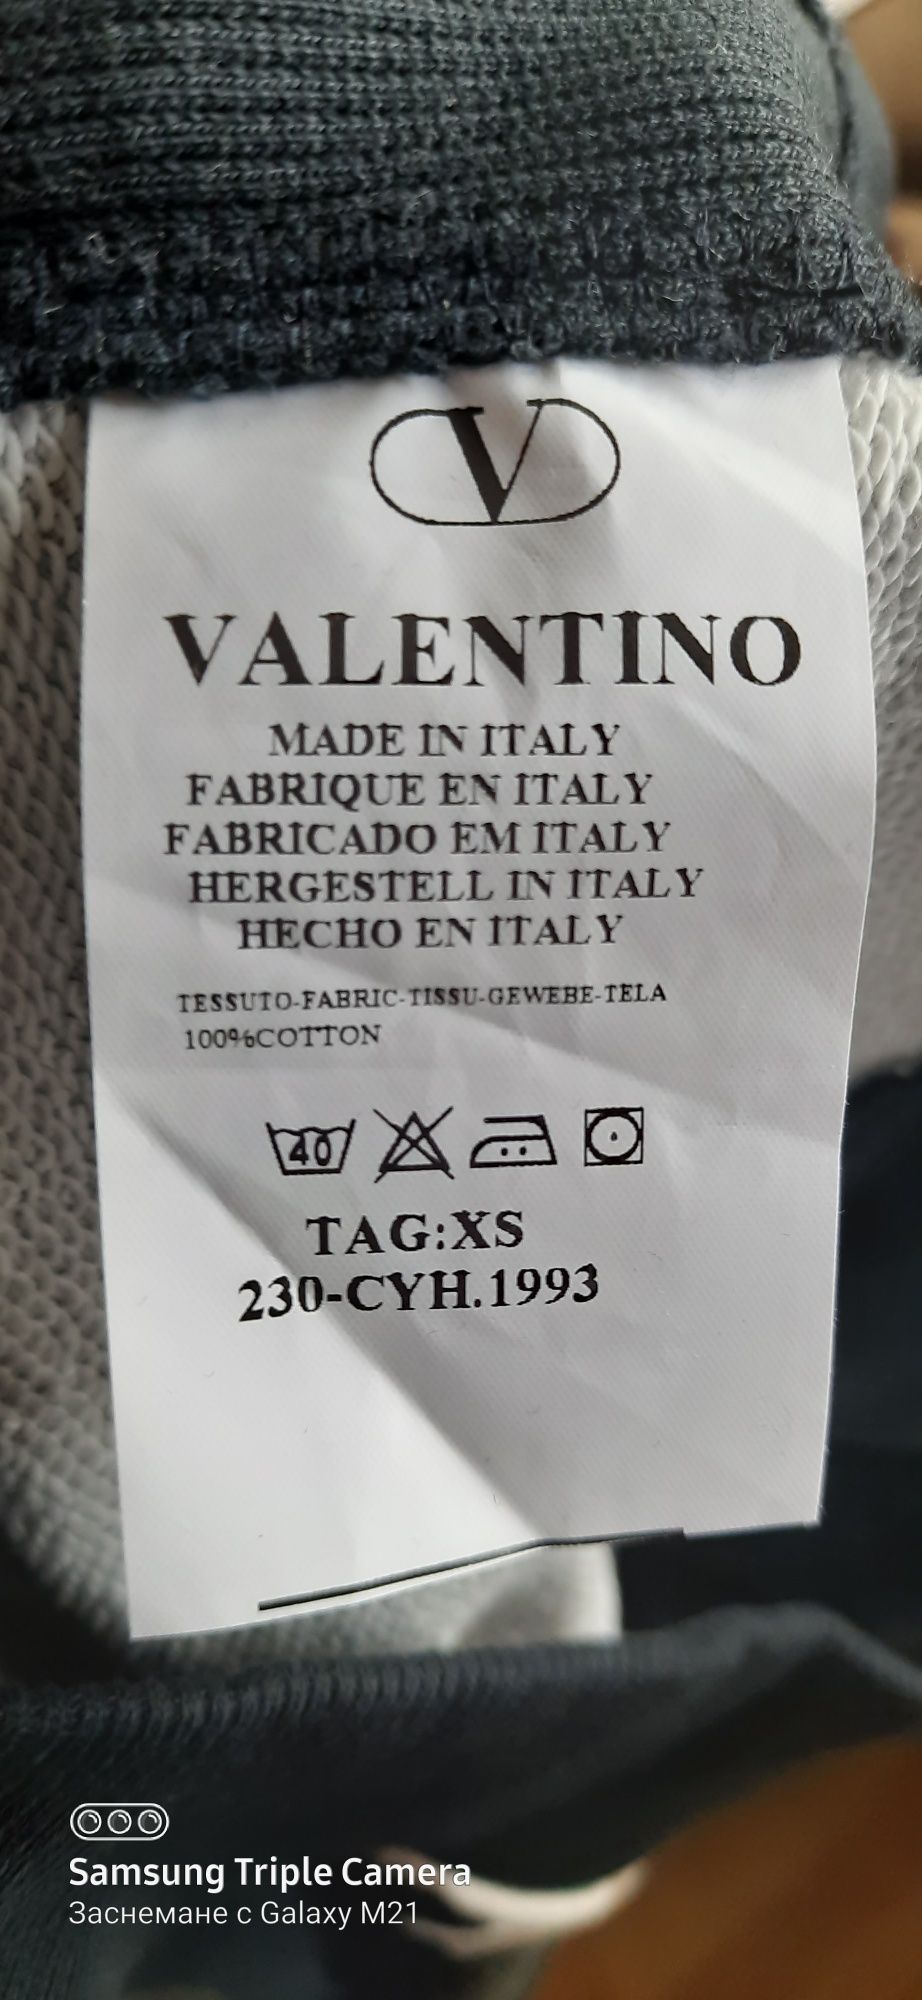 V
VALENTINO
MADE IN ITALY
FABRIQUE EN ITALY
FABRICADO EM ITALY
HERGESTELL IN ITALY
HECHO EN ITALY
TESSUTO-FABRIC-TISSU-GEWEBE-TELA
100%COTTON
40
TAG:XS
230-CYH.1993
Samsung Triple Camera
Заснемане с Galaxy M21